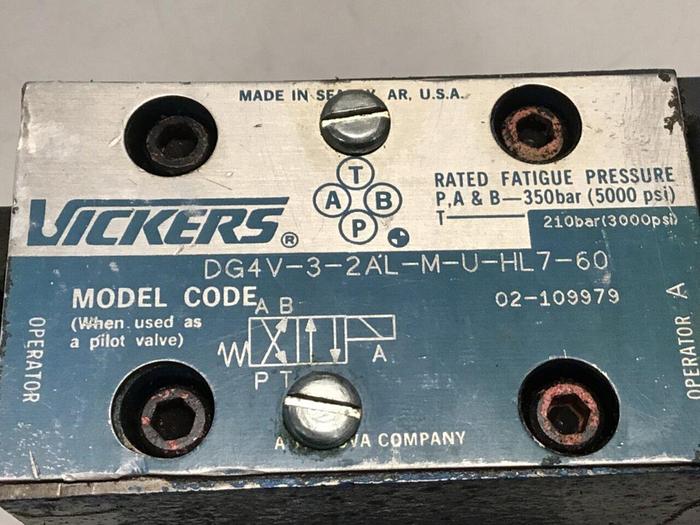 MADE IN AR, U.S.A.
T
A B
P
VICKERS®
RATED FATIGUE PRESSURE
P,A & B—350bar (5000 psi)
T— 210bar(3000psi)
DG4V-3-2AL-M-U-HL7-60
MODEL CODE
02-109979
(When used as
a pilot valve)
A B
A
P T
OPERATOR
OPERATOR A
COMPANY